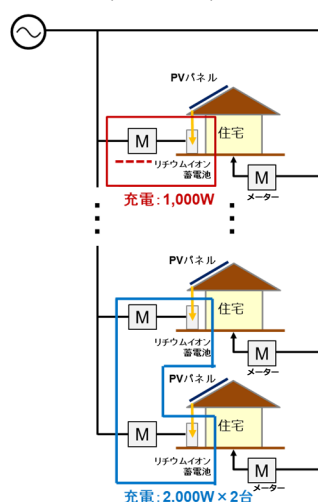 PVパネル
住宅
M
リチウムイオン
蓄電池
M
メーター
充電：1,000W
PVパネル
住宅
M
リチウムイオン
蓄電池
M
メーター
PVパネル
住宅
M
リチウムイオン
蓄電池
M
メーター
充電：2,000W×2台